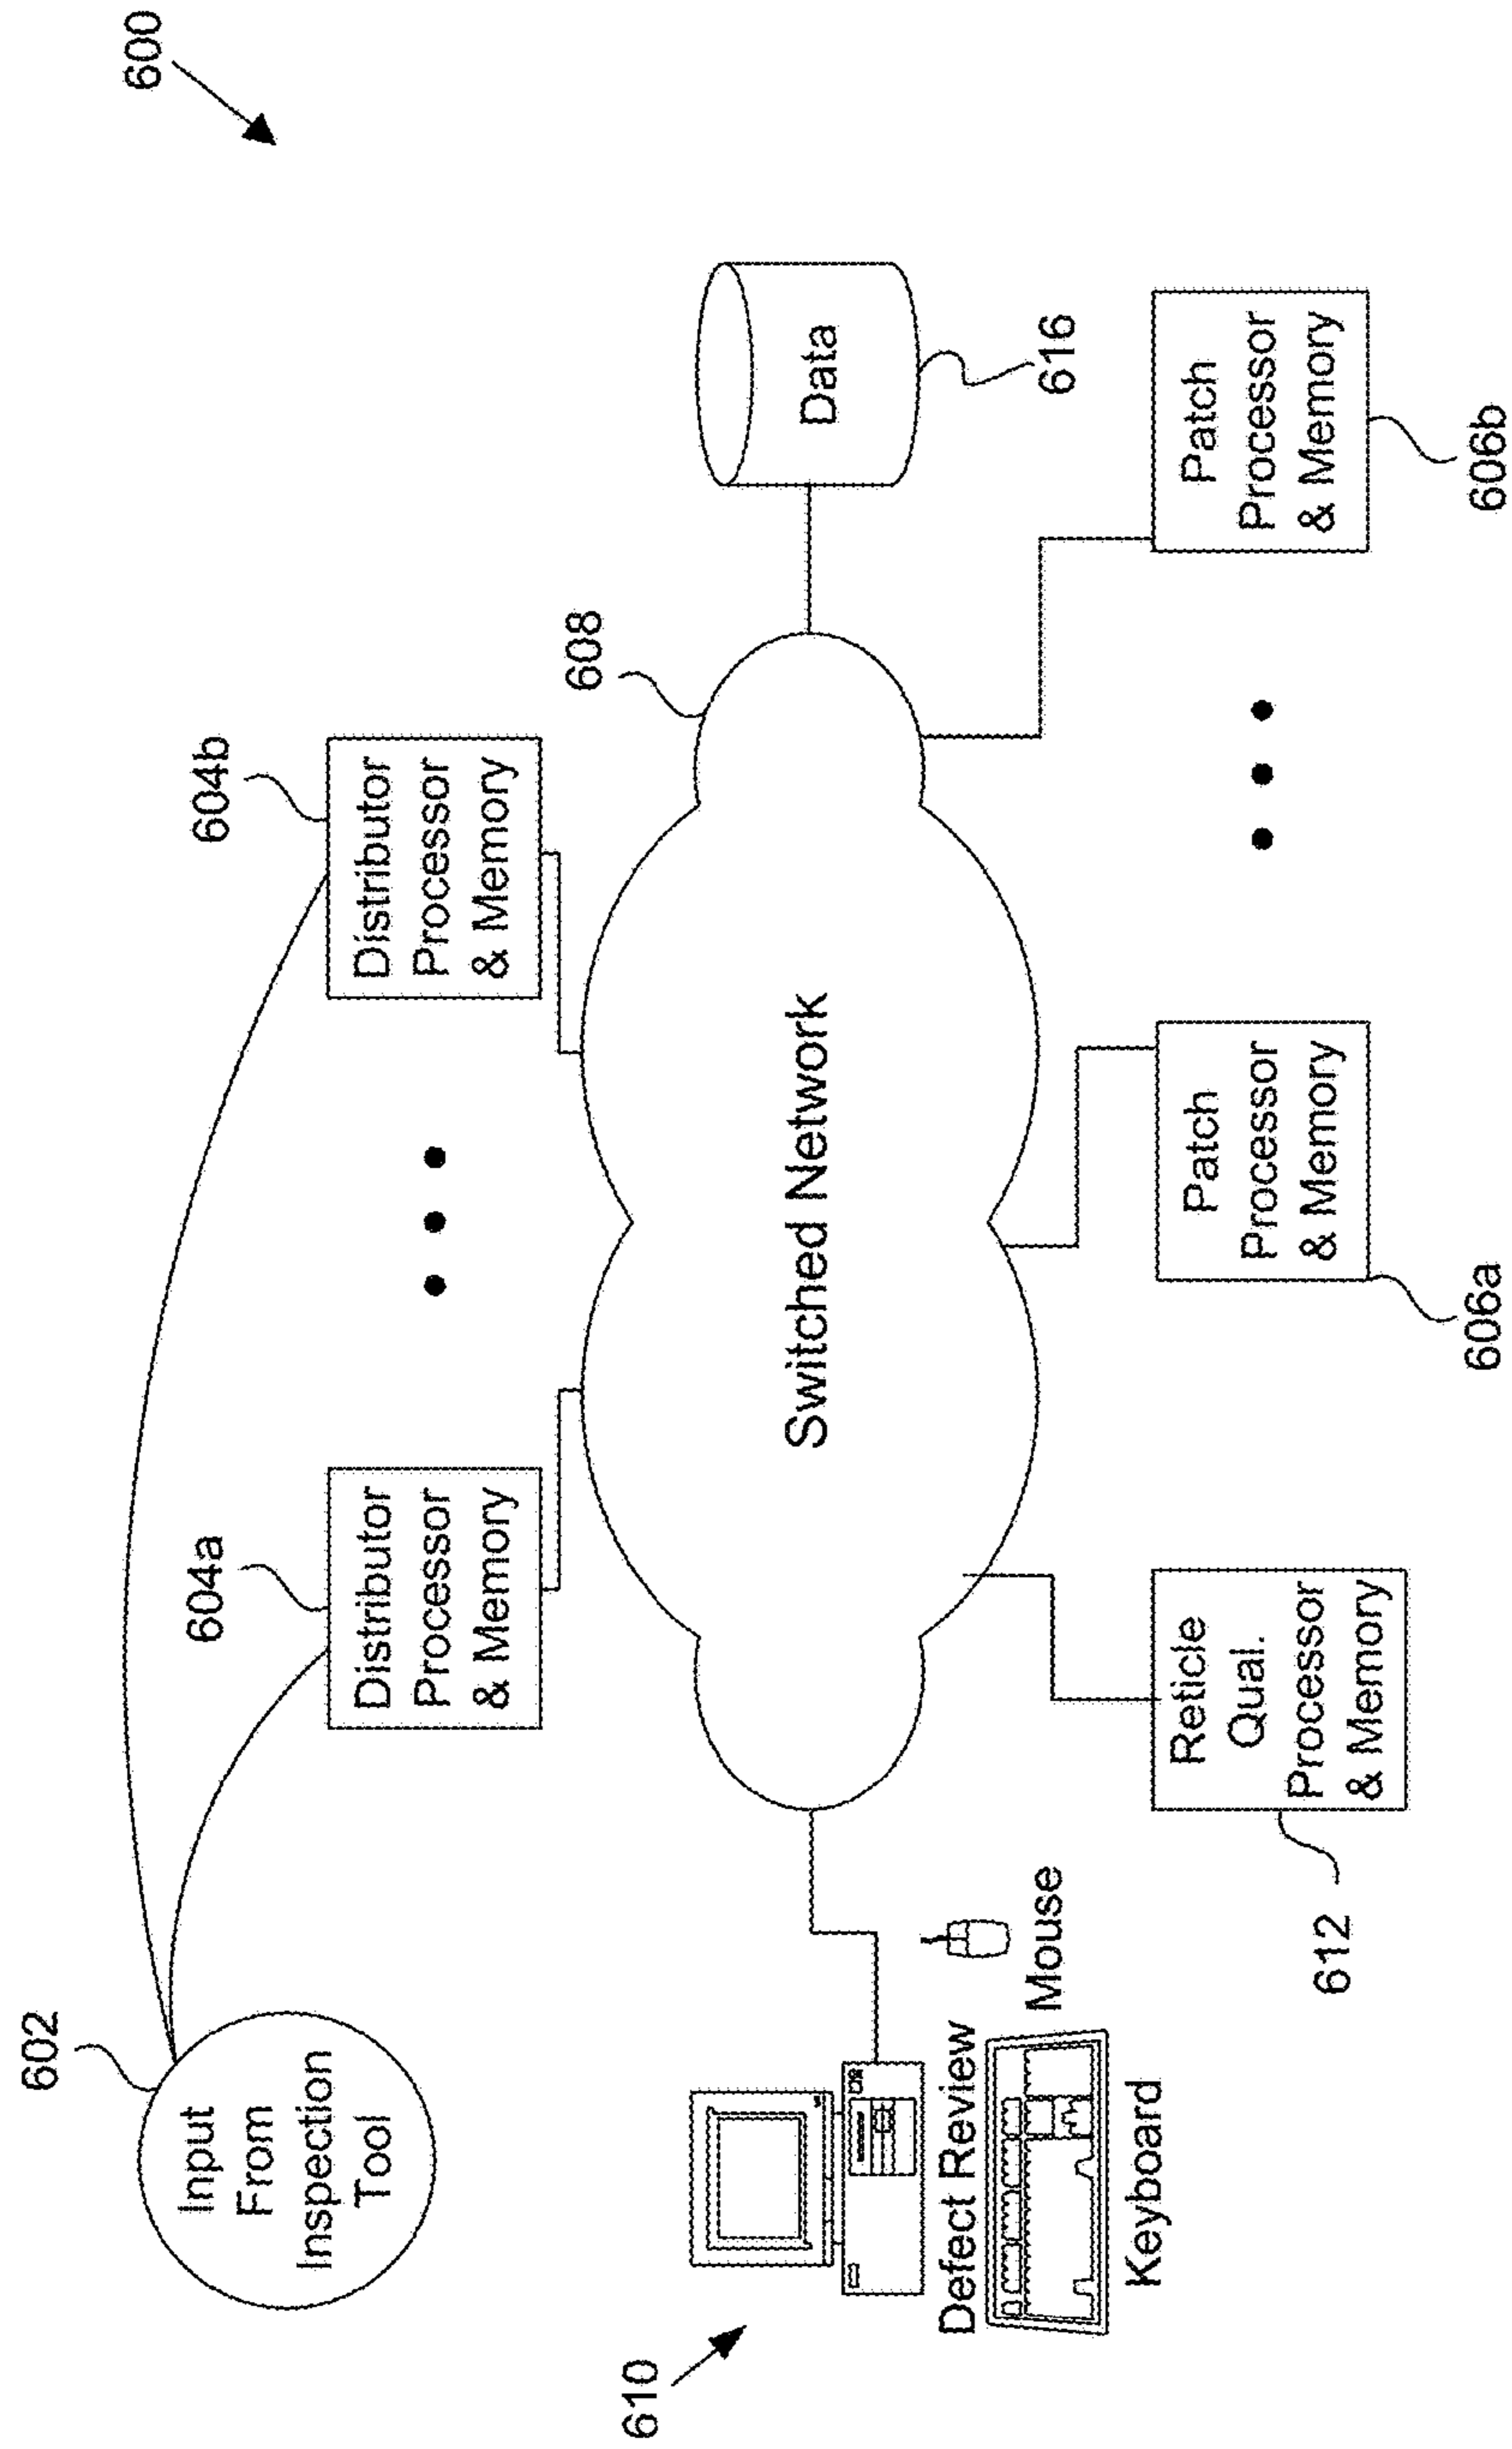 600
602
Input
From
Inspection
Tool
604a
Distributor
Processor
& Memory
604b
Distributor
Processor
& Memory
608
Switched Network
Data
616
610
Defect Review
Keyboard
Mouse
612
Reticle
Qual.
Processor
& Memory
Patch
Processor
& Memory
606a
Patch
Processor
& Memory
606b